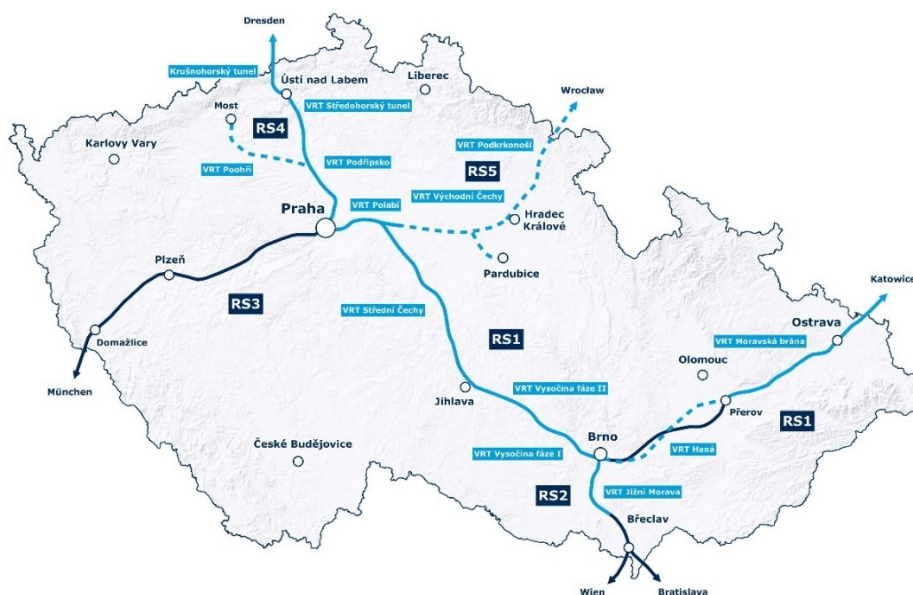 Dresden
Krušnohorský tunel
Ústí nad Labem
Liberec
Wrocław
VRT Středohorský tunel
Most
RS4
VRT Podkrkonoší
Karlovy Vary
VRT Poohří
VRT Podřipsko
RS5
VRT Východní Čechy
Praha
VRT Polabí
Hradec
Králové
Plzeň
Pardubice
Katowice
RS3
VRT Střední Čechy
Ostrava
Domažlice
RS1
VRT Moravská brána
Olomouc
München
Jihlava
VRT Vysočina fáze II
Přerov
RS1
České Budějovice
Brno
VRT Haná
VRT Vysočina fáze I
RS2
VRT Jižní Morava
Břeclav
Wien
Bratislava